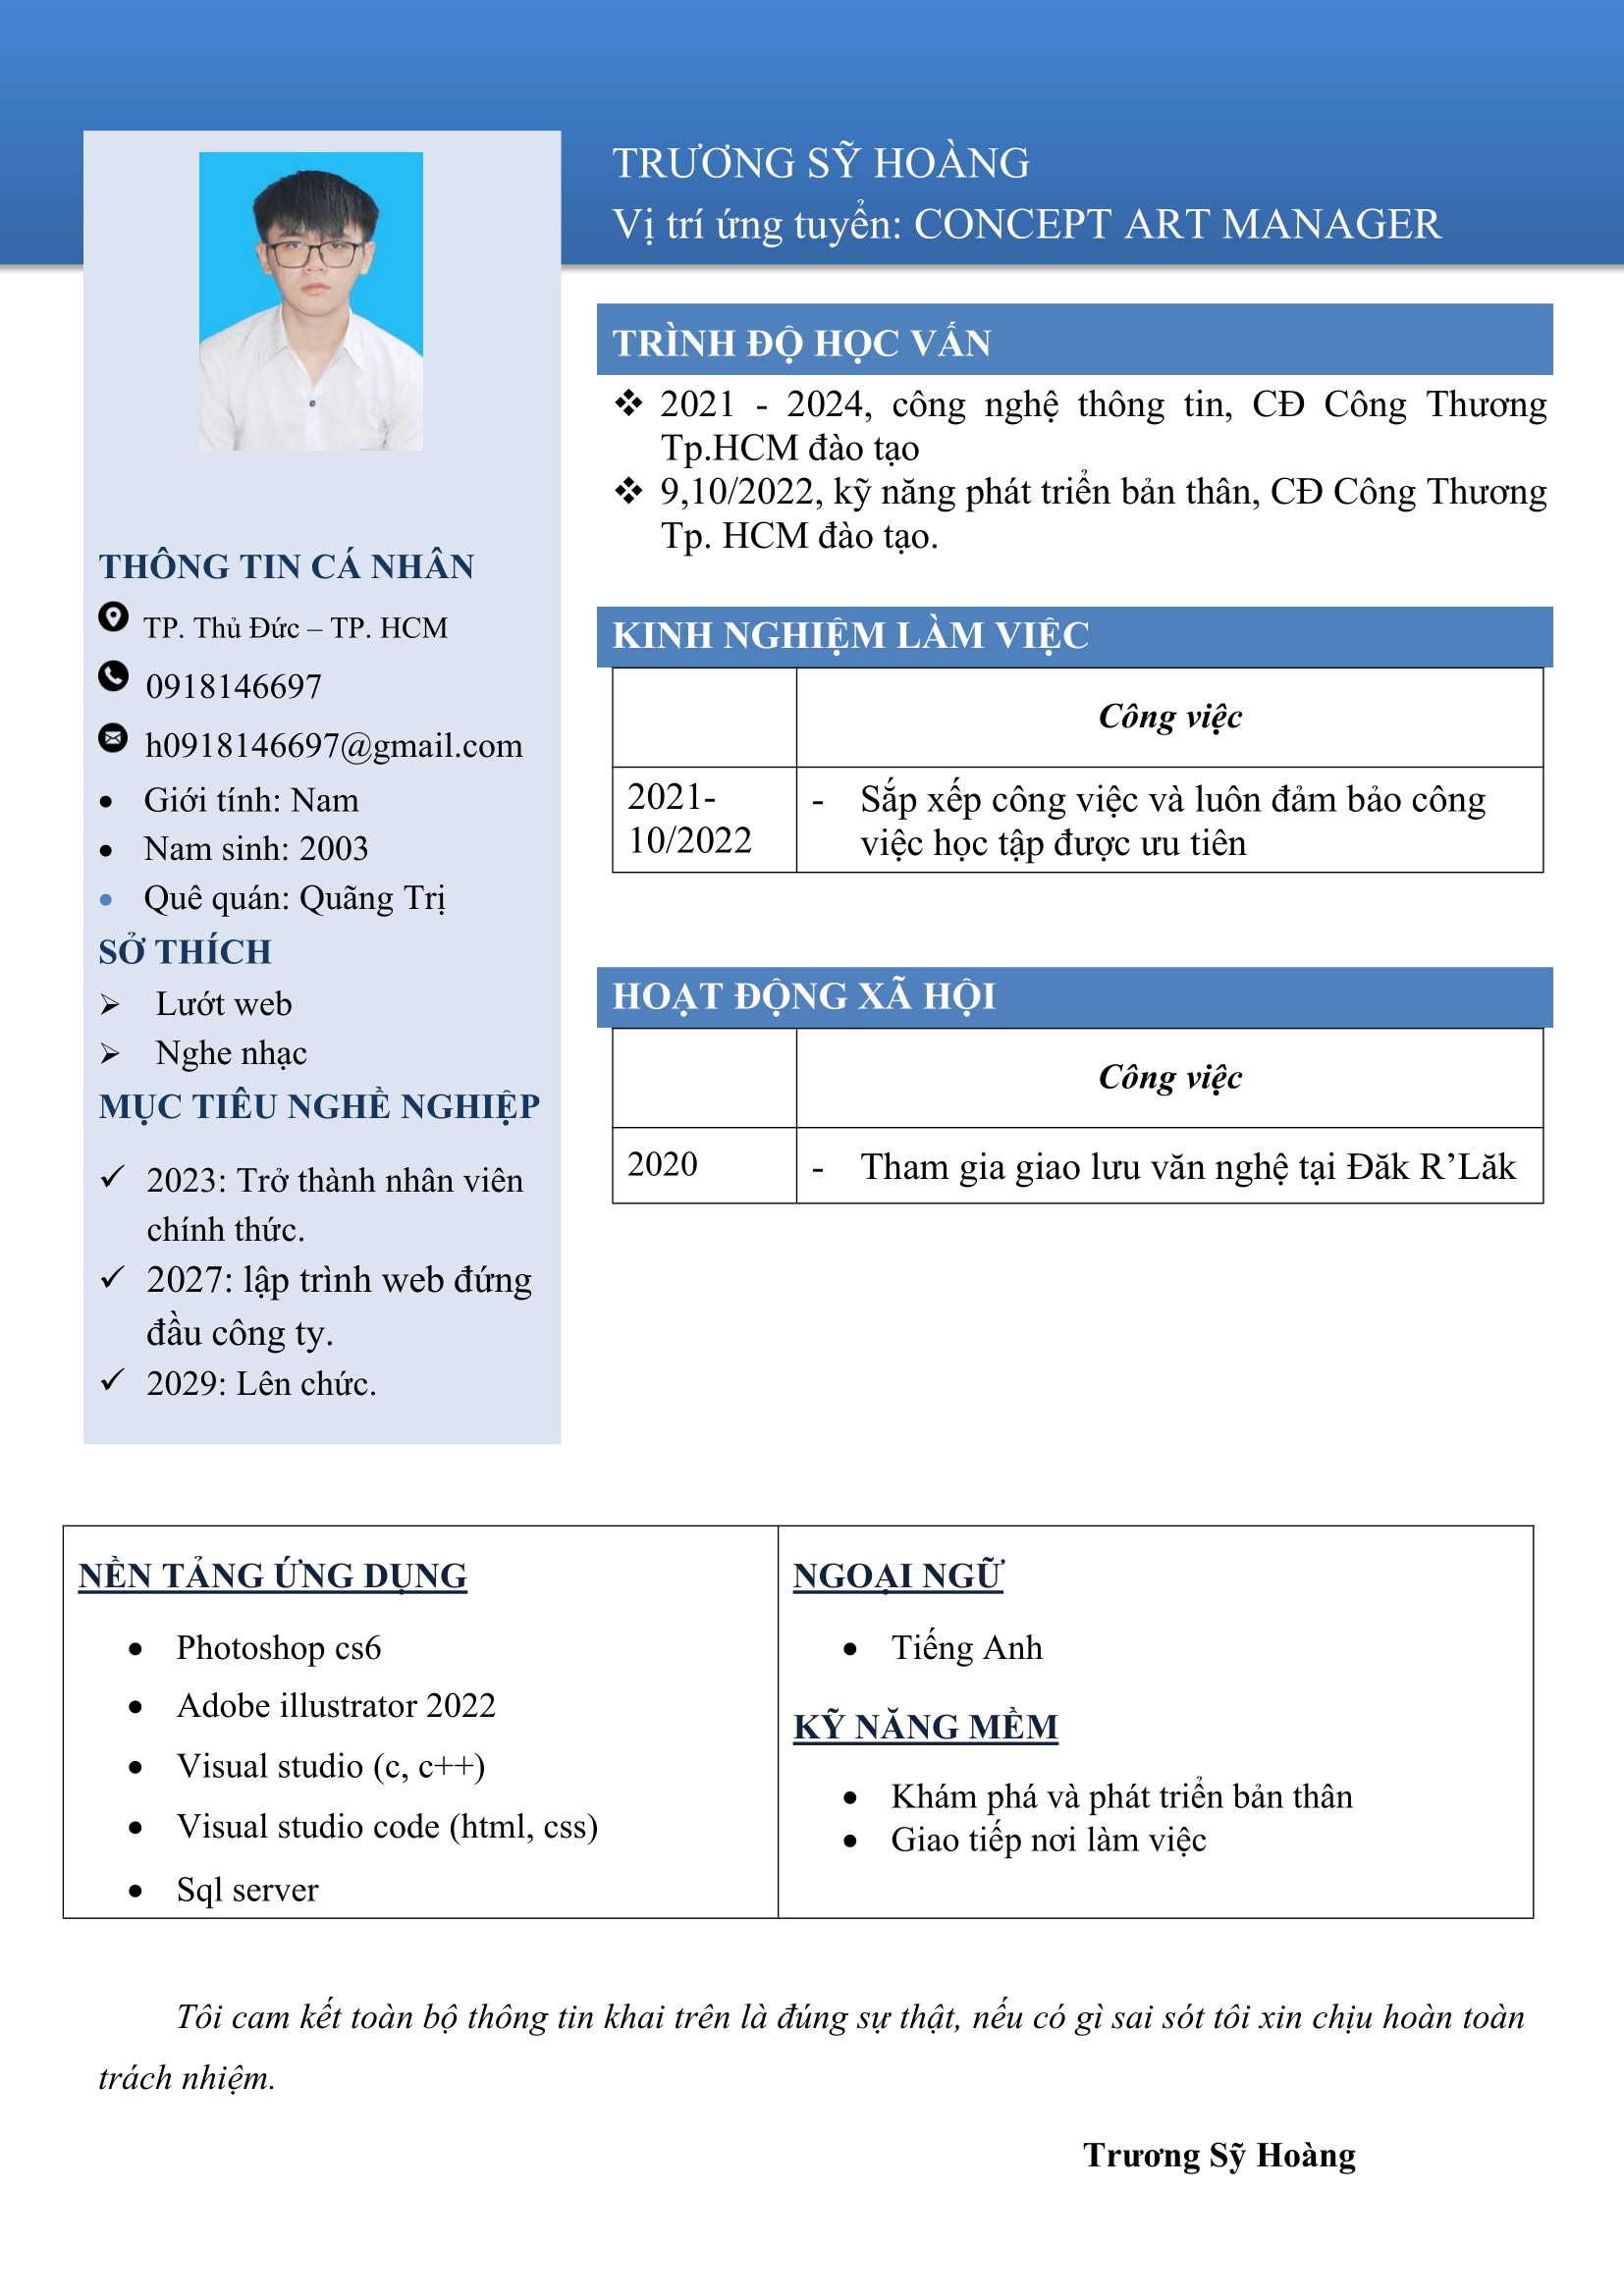 TRƯƠNG SỸ HOÀNG
Vị trí ứng tuyển: CONCEPT ART MANAGER
THÔNG TIN CÁ NHÂN
TP. Thủ Đức – TP. HCM
0918146697
h0918146697@gmail.com
• Giới tính: Nam
• Nam sinh: 2003
• Quê quán: Quãng Trị
SỞ THÍCH
➢ Lướt web
➢ Nghe nhạc
MỤC TIÊU NGHỀ NGHIỆP
✓ 2023: Trở thành nhân viên
chính thức.
✓ 2027: lập trình web đứng
đầu công ty.
✓ 2029: Lên chức.
TRÌNH ĐỘ HỌC VẤN
❖ 2021 - 2024, công nghệ thông tin, CĐ Công Thương
Tp.HCM đào tạo
❖ 9,10/2022, kỹ năng phát triển bản thân, CĐ Công Thương
Tp. HCM đào tạo.
KINH NGHIỆM LÀM VIỆC
Công việc
2021-
10/2022
- Sắp xếp công việc và luôn đảm bảo công
việc học tập được ưu tiên
HOẠT ĐỘNG XÃ HỘI
Công việc
2020
- Tham gia giao lưu văn nghệ tại Đăk R’Lăk
NỀN TẢNG ỨNG DỤNG
• Photoshop cs6
• Adobe illustrator 2022
• Visual studio (c, c++)
• Visual studio code (html, css)
• Sql server
NGOẠI NGỮ
• Tiếng Anh
KỸ NĂNG MỀM
• Khám phá và phát triển bản thân
• Giao tiếp nơi làm việc
Tôi cam kết toàn bộ thông tin khai trên là đúng sự thật, nếu có gì sai sót tôi xin chịu hoàn toàn
trách nhiệm.
Trương Sỹ Hoàng